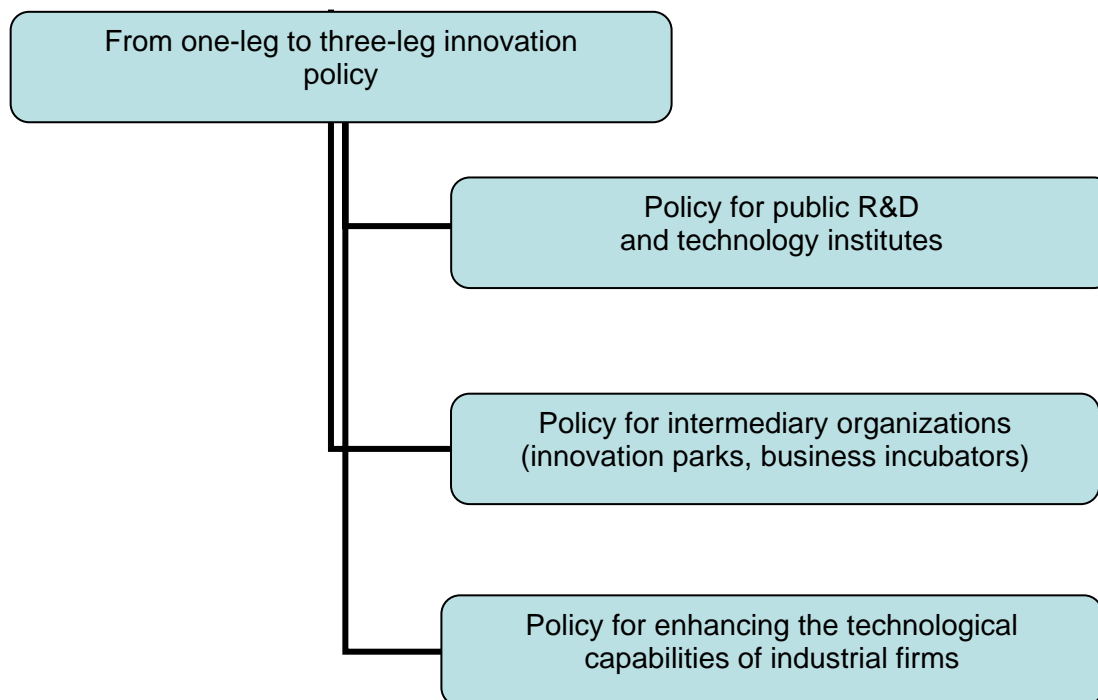 From one-leg to three-leg innovation
policy
Policy for public R&D
and technology institutes
Policy for intermediary organizations
(innovation parks, business incubators)
Policy for enhancing the technological
capabilities of industrial firms